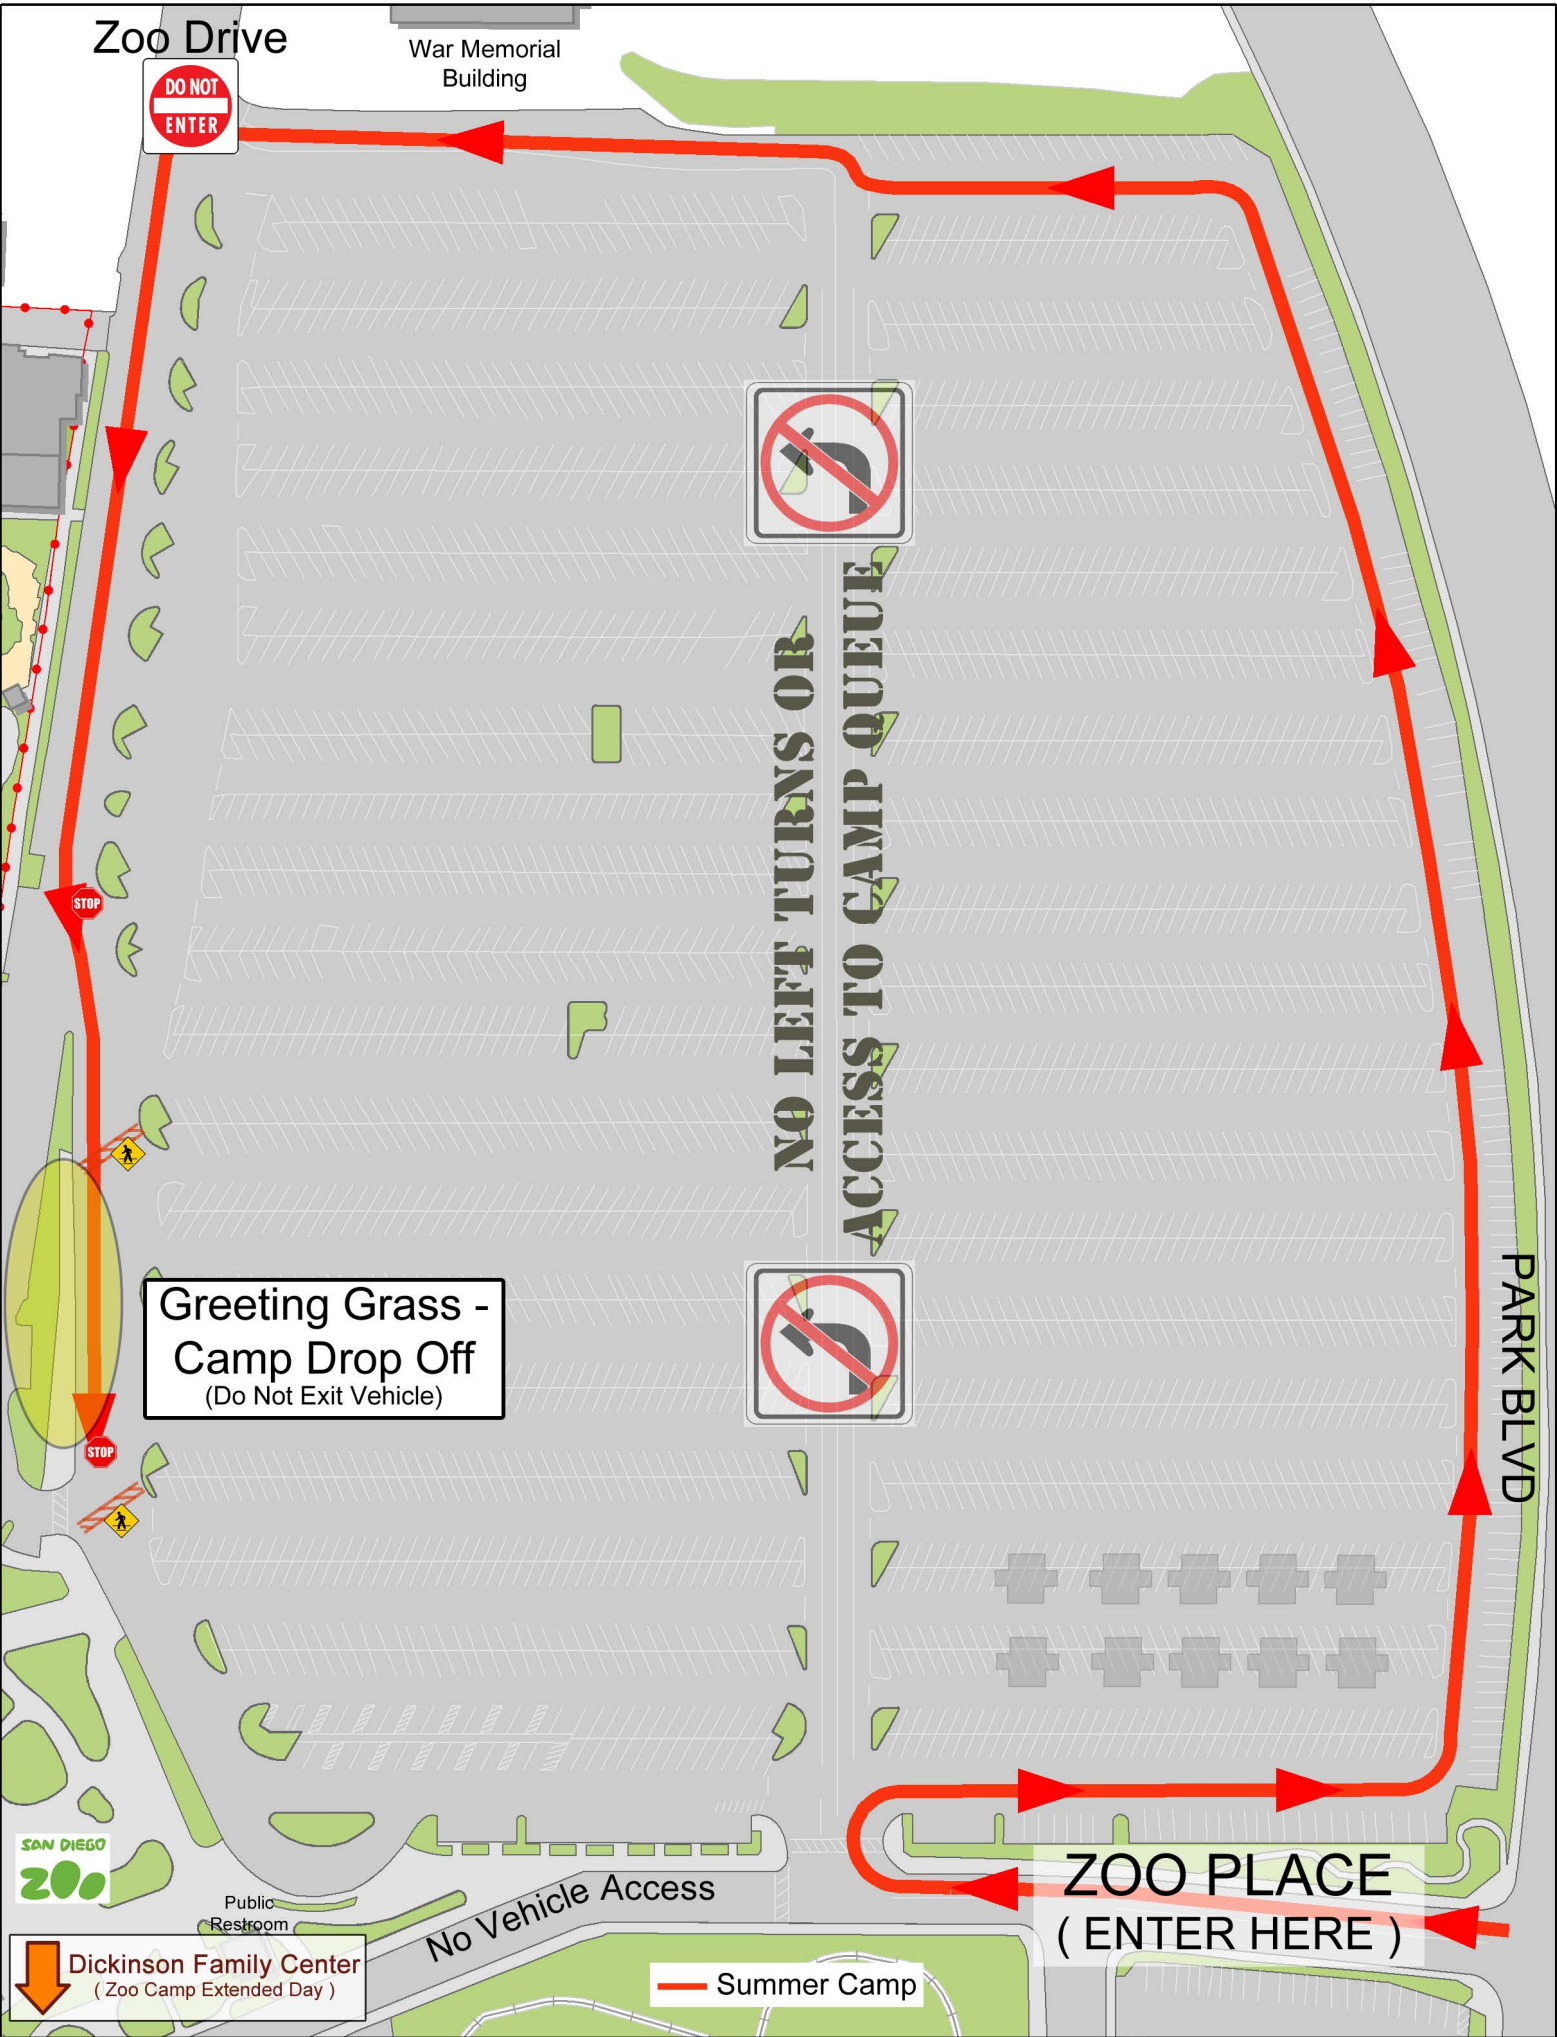 Zoo Drive
War Memorial
Building
DO NOT
ENTER
NO LEFT TURNS OR
ACCESS TO CAMP QUEUE
STOP
Greeting Grass -
Camp Drop Off
(Do Not Exit Vehicle)
STOP
PARK BLVD
SAN DIEGO
ZOO
Public
Restroom
No Vehicle Access
ZOO PLACE
( ENTER HERE )
Dickinson Family Center
( Zoo Camp Extended Day )
Summer Camp